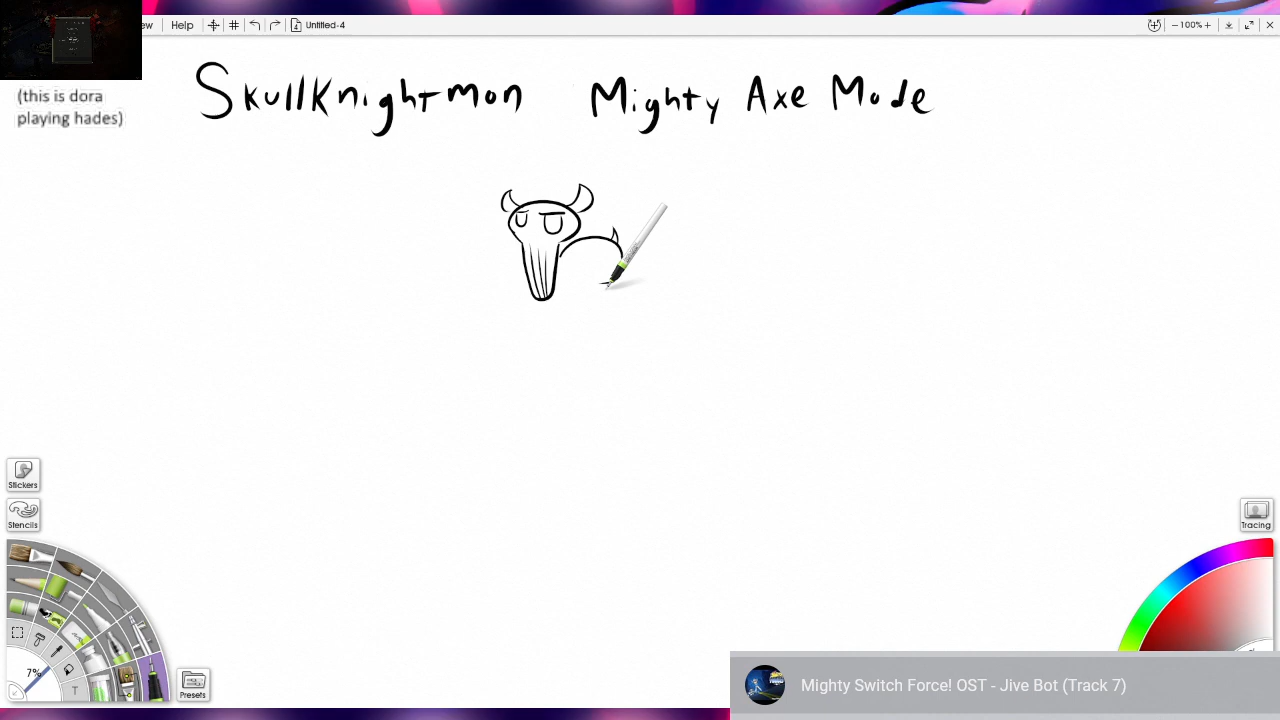 ew Help Untitled-4 100%
(this is dora
playing hades)
SkullKnightmon Mighty Axe Mode
Stickers
Stencils
Tracing
7%
T
Presets
Mighty Switch Force! OST - Jive Bot (Track 7)